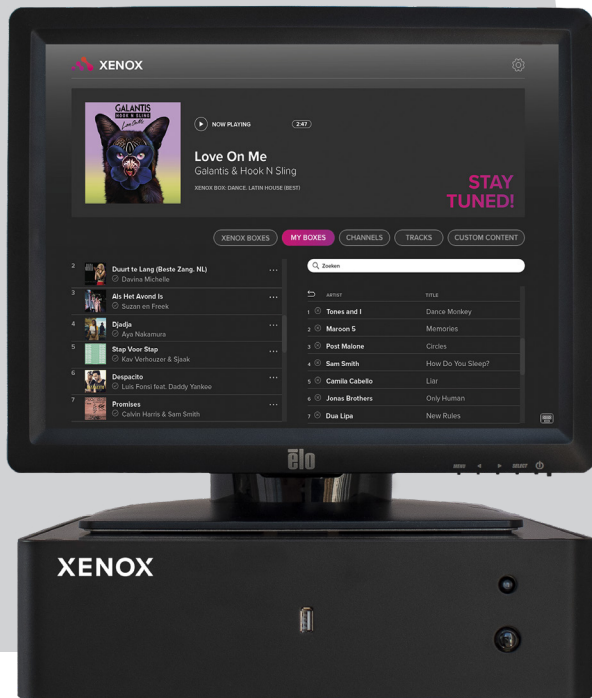 XENOX
GALANTIS
HOOK N SLING
Love On Me
NOW PLAYING
2:47
Love On Me
Galantis & Hook N Sling
XENOX BOX: DANCE: LATIN HOUSE (BEST)
STAY
TUNED!
XENOX BOXES
MY BOXES
CHANNELS
TRACKS
CUSTOM CONTENT
2
Duurt te Lang (Beste Zang. NL)
Davina Michelle
3
Als Het Avond Is
Suzan en Freek
4
Djadja
Aya Nakamura
5
Stap Voor Stap
Kav Verhouzer & Sjaak
6
Despacito
Luis Fonsi feat. Daddy Yankee
7
Promises
Calvin Harris & Sam Smith
Zoeken
ARTIST TITLE
1 Tones and I Dance Monkey
2 Maroon 5 Memories
3 Post Malone Circles
4 Sam Smith How Do You Sleep?
5 Camila Cabello Liar
6 Jonas Brothers Only Human
7 Dua Lipa New Rules
elo
MENU SELECT
XENOX